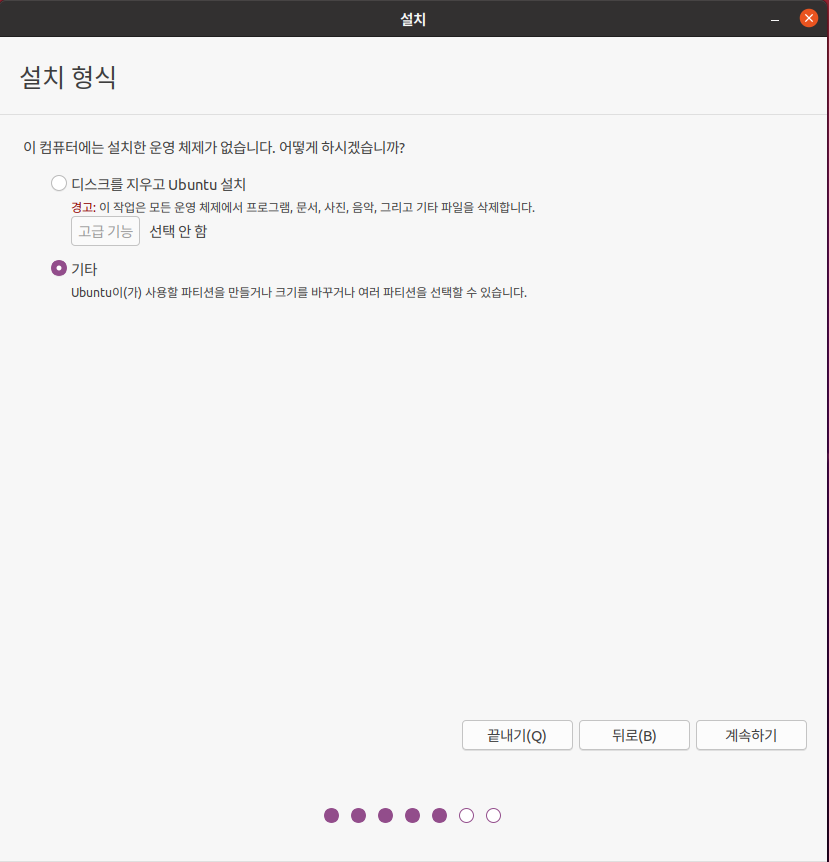 설치
설치 형식
이 컴퓨터에는 설치한 운영 체제가 없습니다. 어떻게 하시겠습니까?
디스크를 지우고 Ubuntu 설치
경고: 이 작업은 모든 운영 체제에서 프로그램, 문서, 사진, 음악, 그리고 기타 파일을 삭제합니다.
고급 기능 선택 안 함
기타
Ubuntu이(가) 사용할 파티션을 만들거나 크기를 바꾸거나 여러 파티션을 선택할 수 있습니다.
끝내기(Q) 뒤로(B) 계속하기